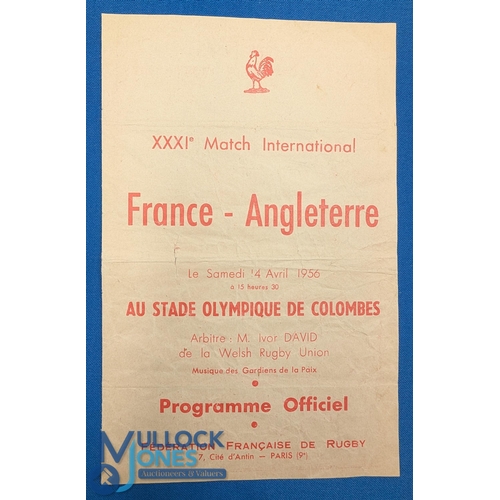 XXXIe Match International
France - Angleterre
Le Samedi 14 Avril 1956
à 15 heures 30
AU STADE OLYMPIQUE DE COLOMBES
Arbitre : M. Ivor DAVID
de la Welsh Rugby Union
Musique des Gardiens de la Paix
Programme Officiel
FÉDÉRATION FRANÇAISE DE RUGBY
7, Cité d'Antin - PARIS (9e)
MULLOCK
JONES
Auctioneers & Valuers